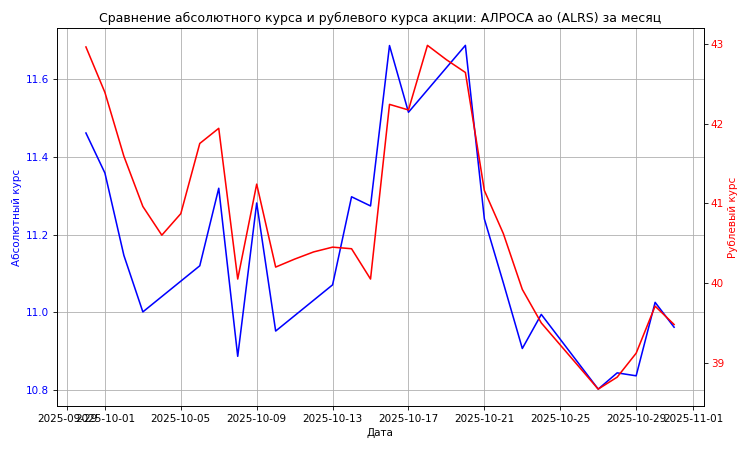 Сравнение абсолютного курса и рублевого курса акции: АЛРОСА ао (ALRS) за месяц
Абсолютный курс
11.6
11.4
11.2
11.0
10.8
43
42
41
40
39
Рублевый курс
2025-09-29 2025-10-01 2025-10-05 2025-10-09 2025-10-13 2025-10-17 2025-10-21 2025-10-25 2025-10-29 2025-11-01
Дата